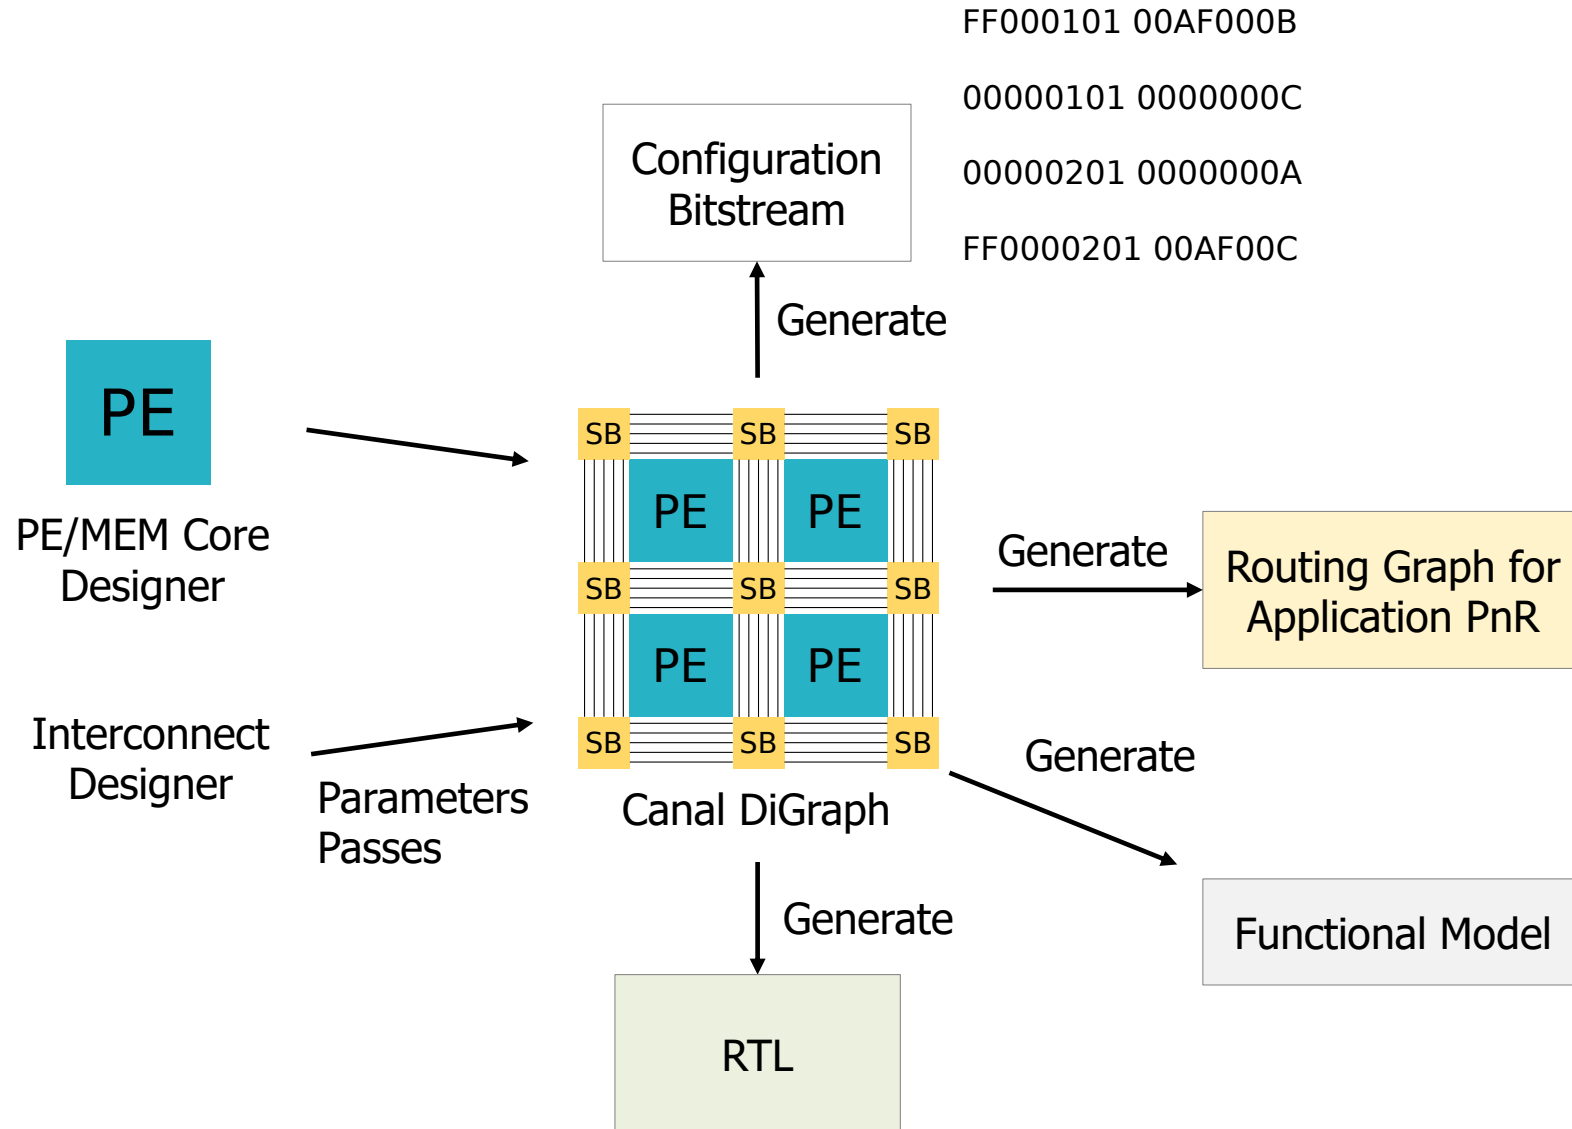 FF000101 00AF000B
00000101 0000000C
00000201 0000000A
FF0000201 00AF00C
Configuration
Bitstream
Generate
PE
PE/MEM Core
Designer
Interconnect
Designer
Parameters
Passes
SB SB SB
PE PE
SB SB SB
PE PE
SB SB SB
Canal DiGraph
Generate
Routing Graph for
Application PnR
Generate
Functional Model
Generate
RTL